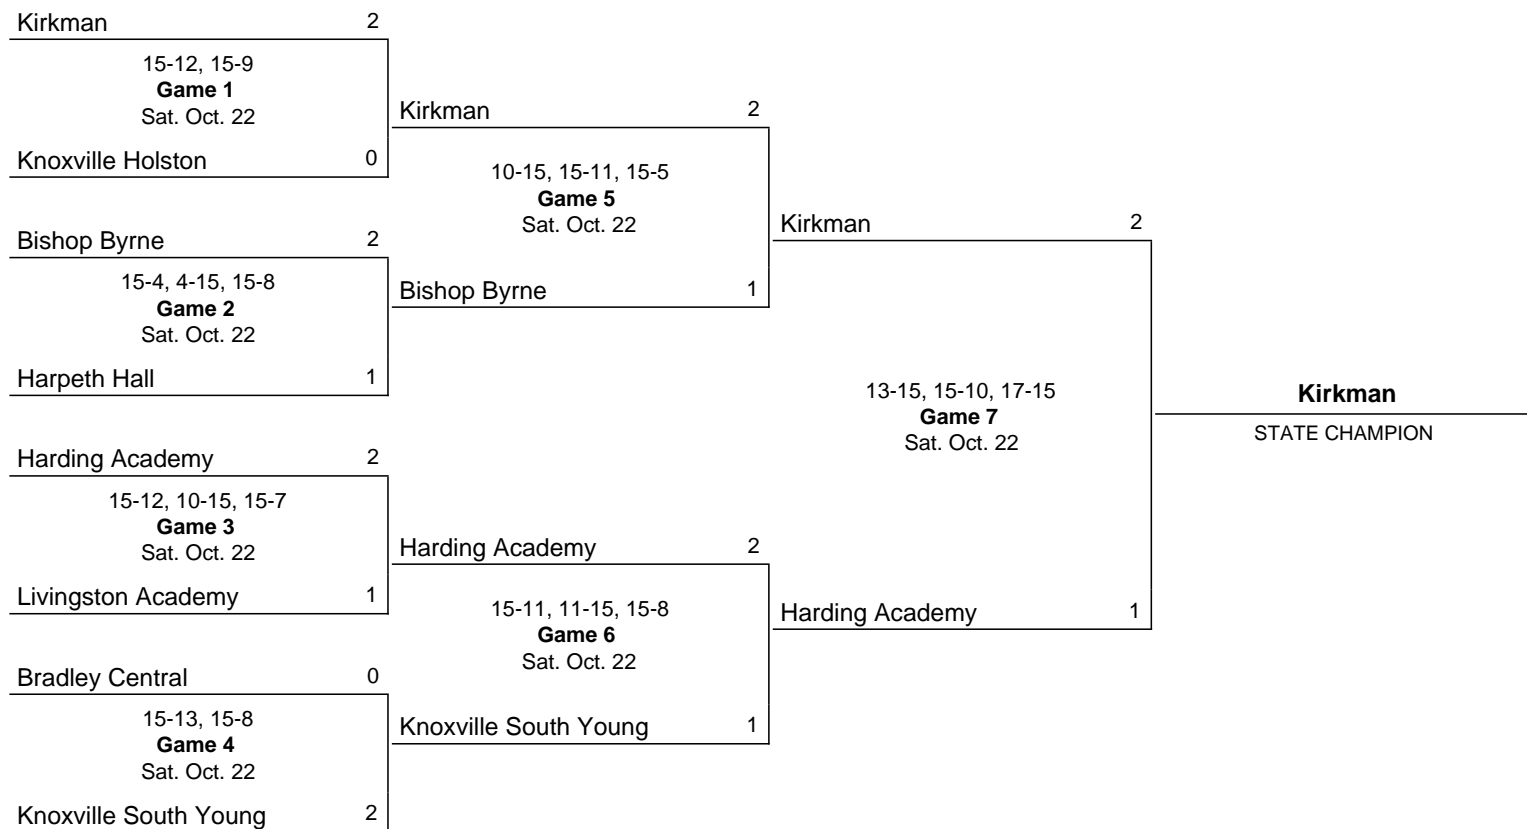 Kirkman 2
15-12, 15-9
Game 1
Sat. Oct. 22
Knoxville Holston 0
Bishop Byrne 2
15-4, 4-15, 15-8
Game 2
Sat. Oct. 22
Harpeth Hall 1
Harding Academy 2
15-12, 10-15, 15-7
Game 3
Sat. Oct. 22
Livingston Academy 1
Bradley Central 0
15-13, 15-8
Game 4
Sat. Oct. 22
Knoxville South Young 2
Kirkman 2
10-15, 15-11, 15-5
Game 5
Sat. Oct. 22
Bishop Byrne 1
Harding Academy 2
15-11, 11-15, 15-8
Game 6
Sat. Oct. 22
Knoxville South Young 1
Kirkman 2
13-15, 15-10, 17-15
Game 7
Sat. Oct. 22
Harding Academy 1
Kirkman
STATE CHAMPION